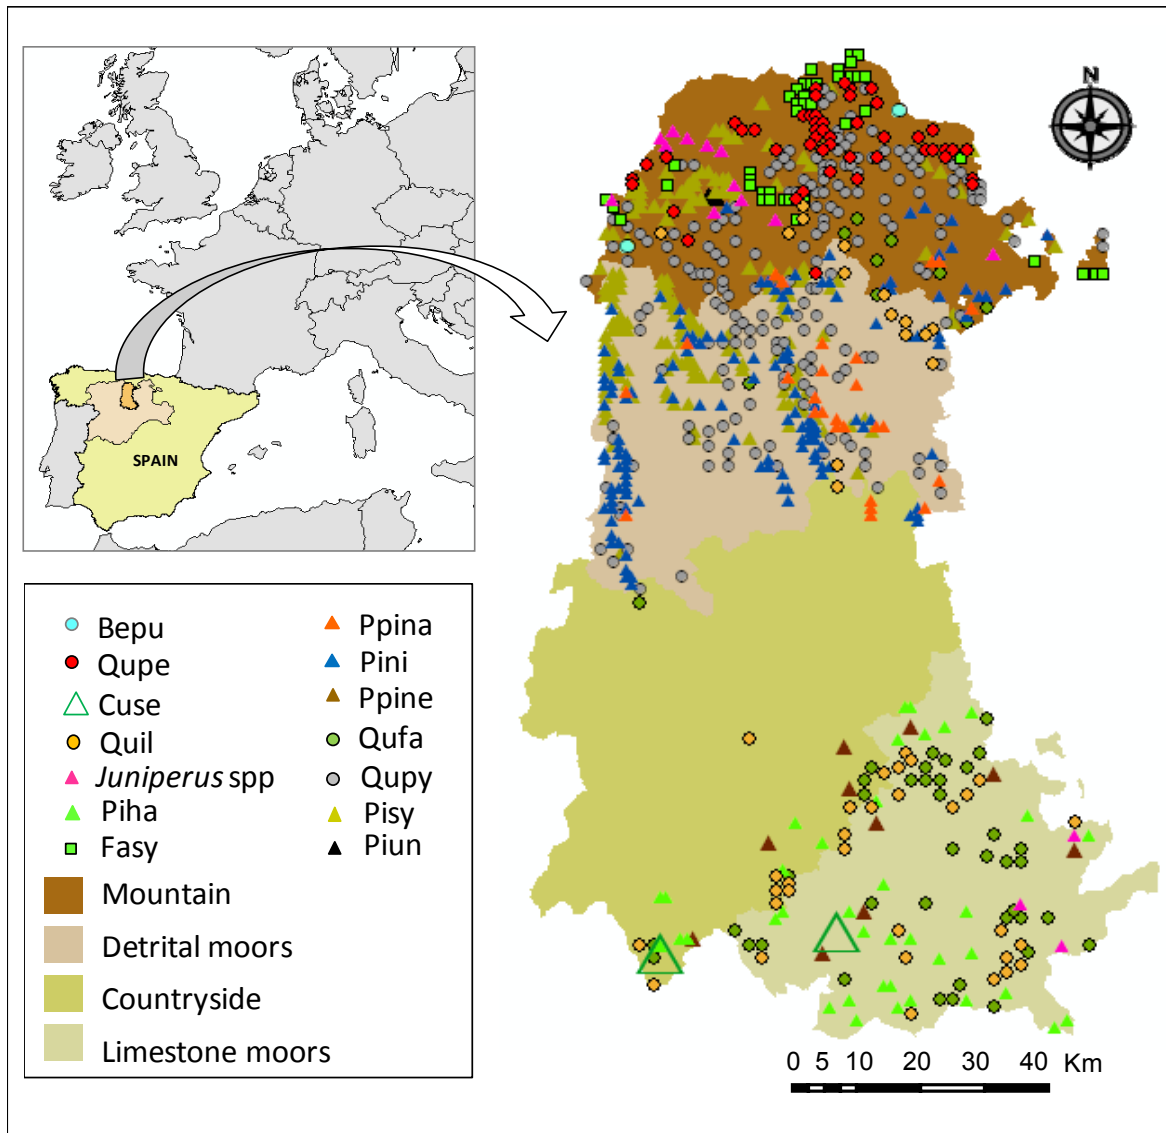 N
SPAIN
Bepu
Qupe
Cuse
Quil
Juniperus spp
Piha
Fasy
Ppina
Pini
Ppine
Qufa
Qupy
Pisy
Piun
Mountain
Detrital moors
Countryside
Limestone moors
0 5 10 20 30 40 Km